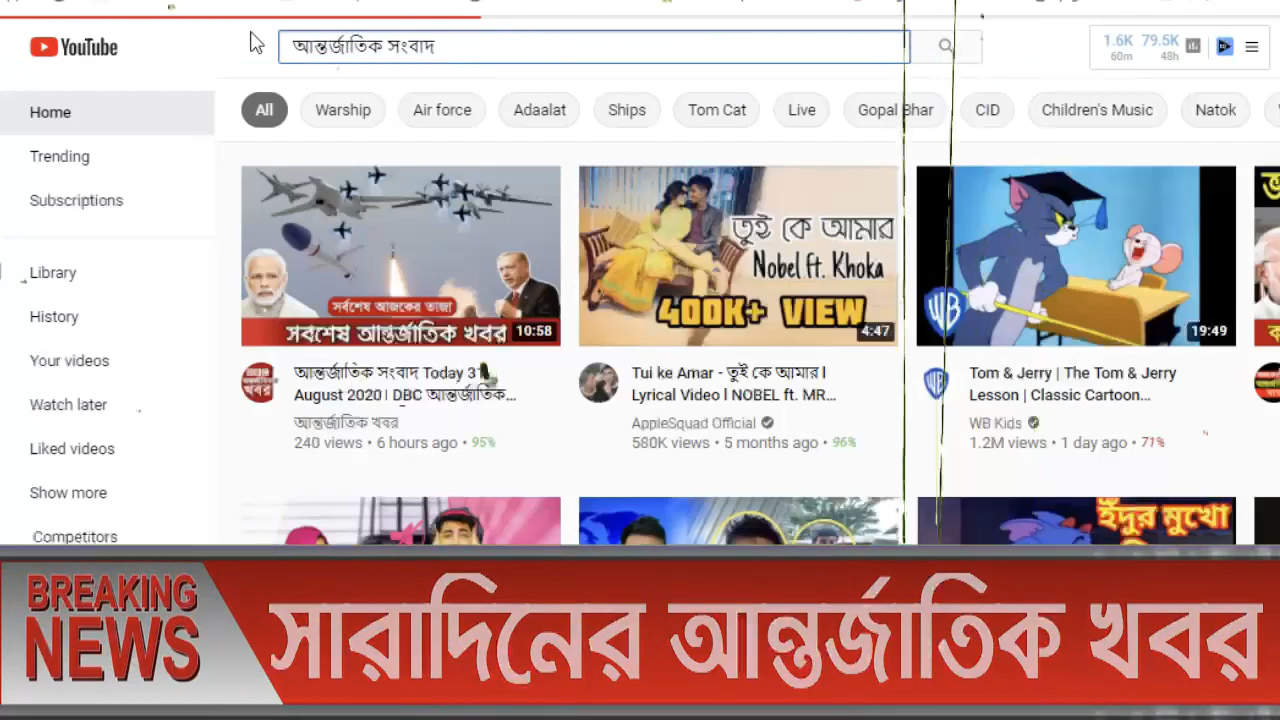 YouTube
আন্তর্জাতিক সংবাদ
1.6K 79.5K
60m 48h
All Warship Air force Adaalat Ships Tom Cat Live Gopal Bhar CID Children's Music Natok
Home
Trending
Subscriptions
Library
History
Your videos
Watch later
Liked videos
Show more
Competitors
সর্বশেষ আজকের তাজা
সবশেষ আন্তর্জাতিক খবর
10:58
আন্তর্জাতিক সংবাদ Today 31
August 2020। DBC আন্তর্জাতিক...
আন্তর্জাতিক খবর
240 views • 6 hours ago • 95%
তুই কে আমার
Nobel ft. Khoka
400K+ VIEW
4:47
Tui ke Amar - তুই কে আমার l
Lyrical Video l NOBEL ft. MR...
AppleSquad Official
580K views • 5 months ago • 96%
WB
19:49
Tom & Jerry | The Tom & Jerry
Lesson | Classic Cartoon...
WB Kids
1.2M views • 1 day ago • 71%
ইঁদুর মুখো
BREAKING
NEWS
সারাদিনের আন্তর্জাতিক খবর